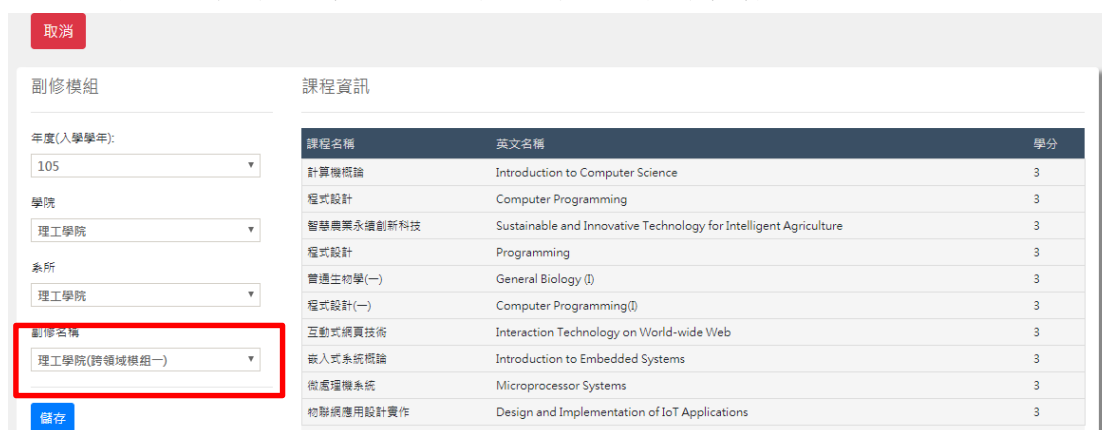 取消
副修模組
年度(入學學年):
105
學院
理工學院
系所
理工學院
副修名稱
理工學院(跨領域模組一)
儲存
課程資訊
課程名稱 英文名稱 學分
計算機概論 Introduction to Computer Science 3
程式設計 Computer Programming 3
智慧農業永續創新科技 Sustainable and Innovative Technology for Intelligent Agriculture 3
程式設計 Programming 3
普通生物學(一) General Biology (I) 3
程式設計(一) Computer Programming(I) 3
互動式網頁技術 Interaction Technology on World-wide Web 3
嵌入式系統概論 Introduction to Embedded Systems 3
微處理機系統 Microprocessor Systems 3
物聯網應用設計實作 Design and Implementation of IoT Applications 3